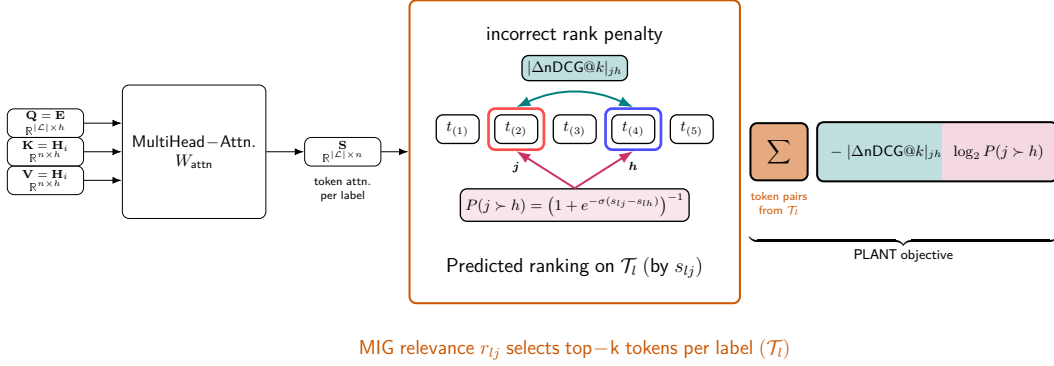 Q = E
ℝ^{|ℒ|×h}
K = H_i
ℝ^{n×h}
V = H_i
ℝ^{n×h}
MultiHead−Attn.
W_attn
S
ℝ^{|ℒ|×n}
token attn.
per label
incorrect rank penalty
|ΔnDCG@k|_{jh}
t_{(1)} t_{(2)} t_{(3)} t_{(4)} t_{(5)}
j h
P(j ≻ h) = (1 + e^{−σ(s_{lj}−s_{lh})})^{−1}
Predicted ranking on 𝒯_l (by s_{lj})
∑
token pairs
from 𝒯_l
− |ΔnDCG@k|_{jh} log_2 P(j ≻ h)
PLANT objective
MIG relevance r_{lj} selects top−k tokens per label (𝒯_l)